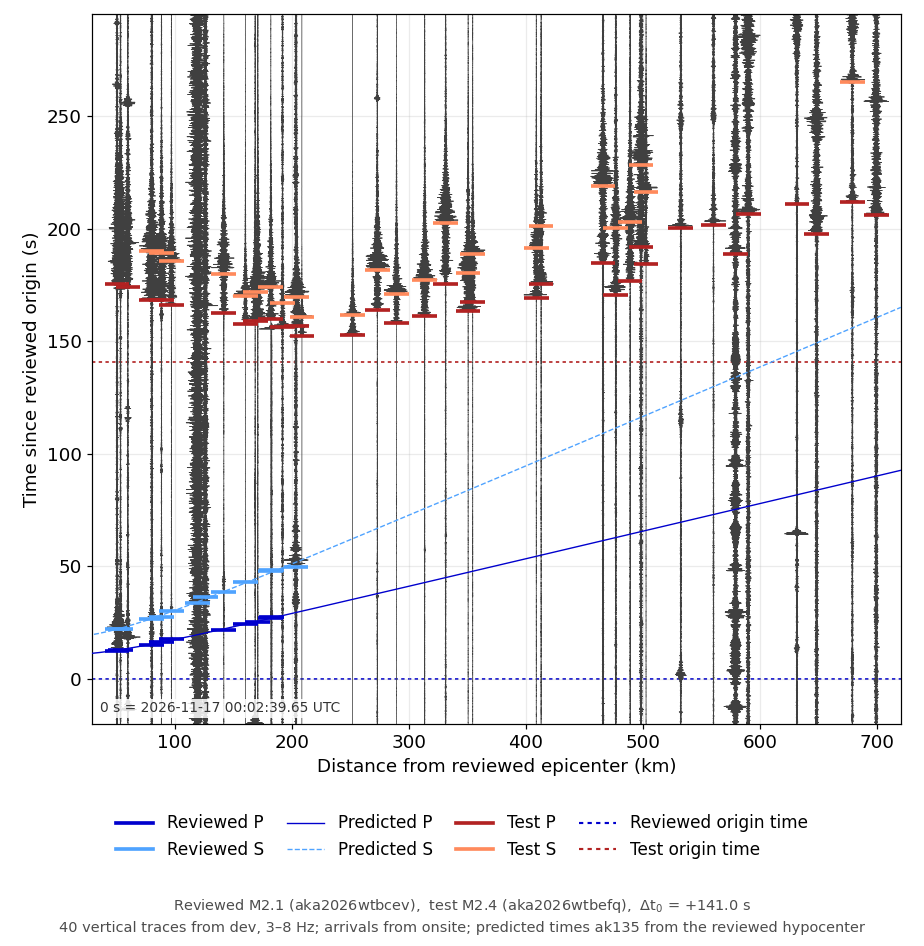 250
200
150
100
50
0
Time since reviewed origin (s)
0 s = 2026-11-17 00:02:39.65 UTC
100 200 300 400 500 600 700
Distance from reviewed epicenter (km)
Reviewed P Predicted P Test P Reviewed origin time
Reviewed S Predicted S Test S Test origin time
Reviewed M2.1 (aka2026wtbcev), test M2.4 (aka2026wtbefq), Δt₀ = +141.0 s
40 vertical traces from dev, 3–8 Hz; arrivals from onsite; predicted times ak135 from the reviewed hypocenter